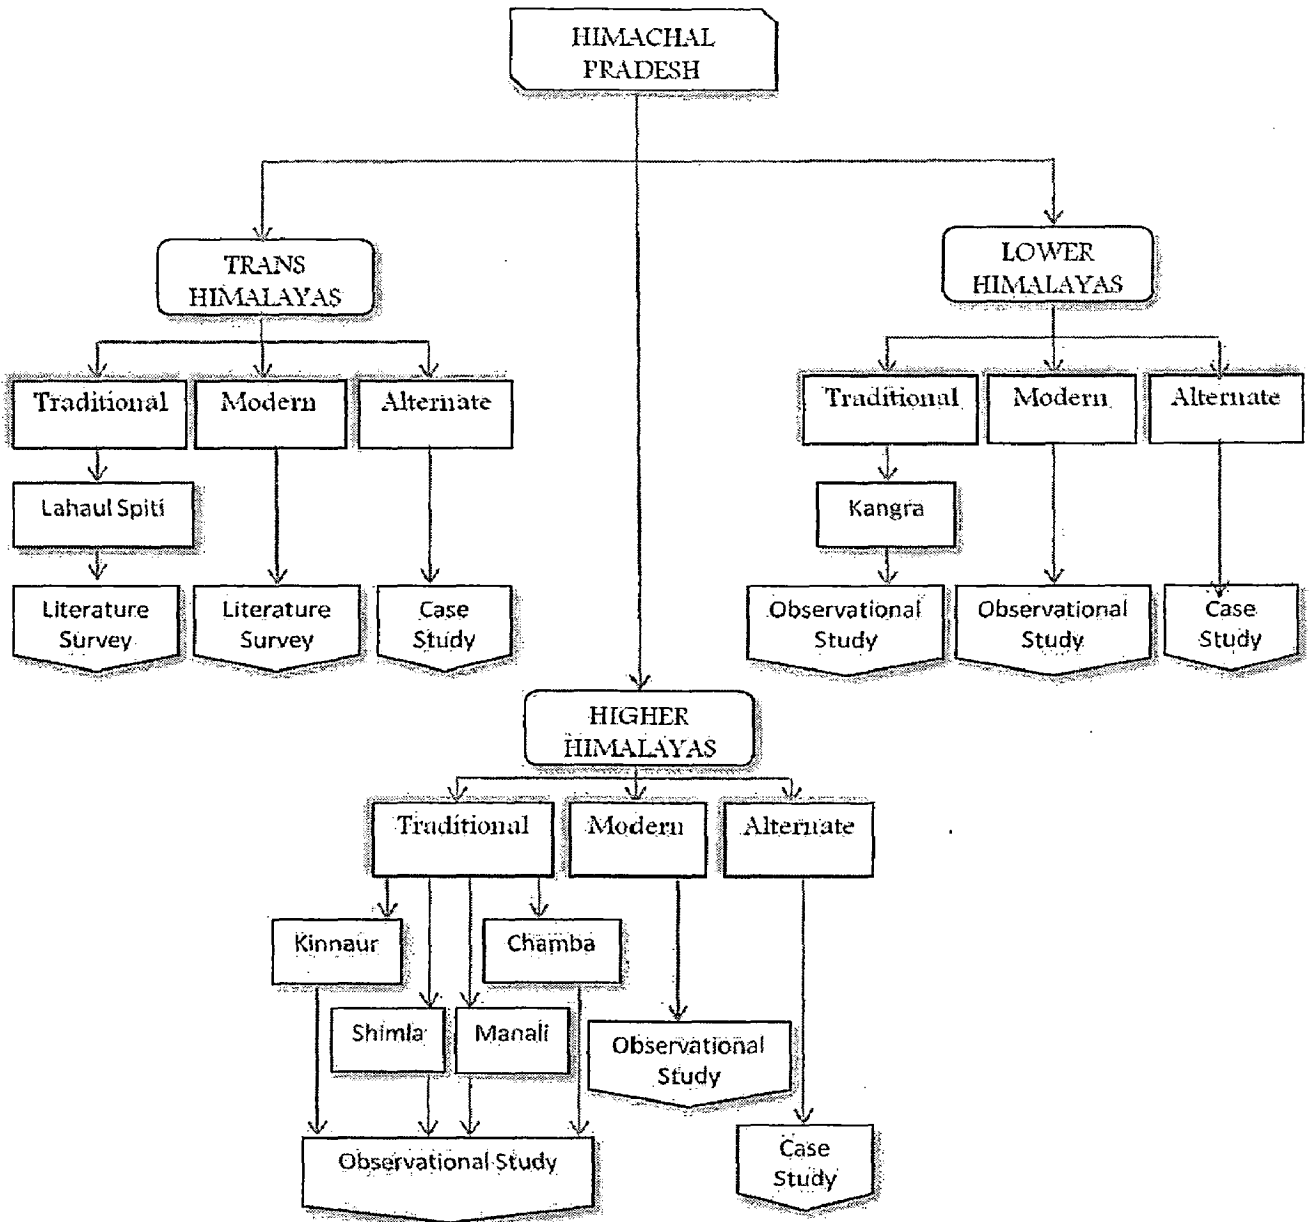 HIMACHAL
PRADESH
TRANS
HIMALAYAS
LOWER
HIMALAYAS
Traditional
Modern
Alternate
Traditional
Modern
Alternate
Lahaul Spiti
Kangra
Literature
Survey
Literature
Survey
Case
Study
Observational
Study
Observational
Study
Case
Study
HIGHER
HIMALAYAS
Traditional
Modern
Alternate
Kinnaur
Chamba
Shimla
Manali
Observational
Study
Observational Study
Case
Study